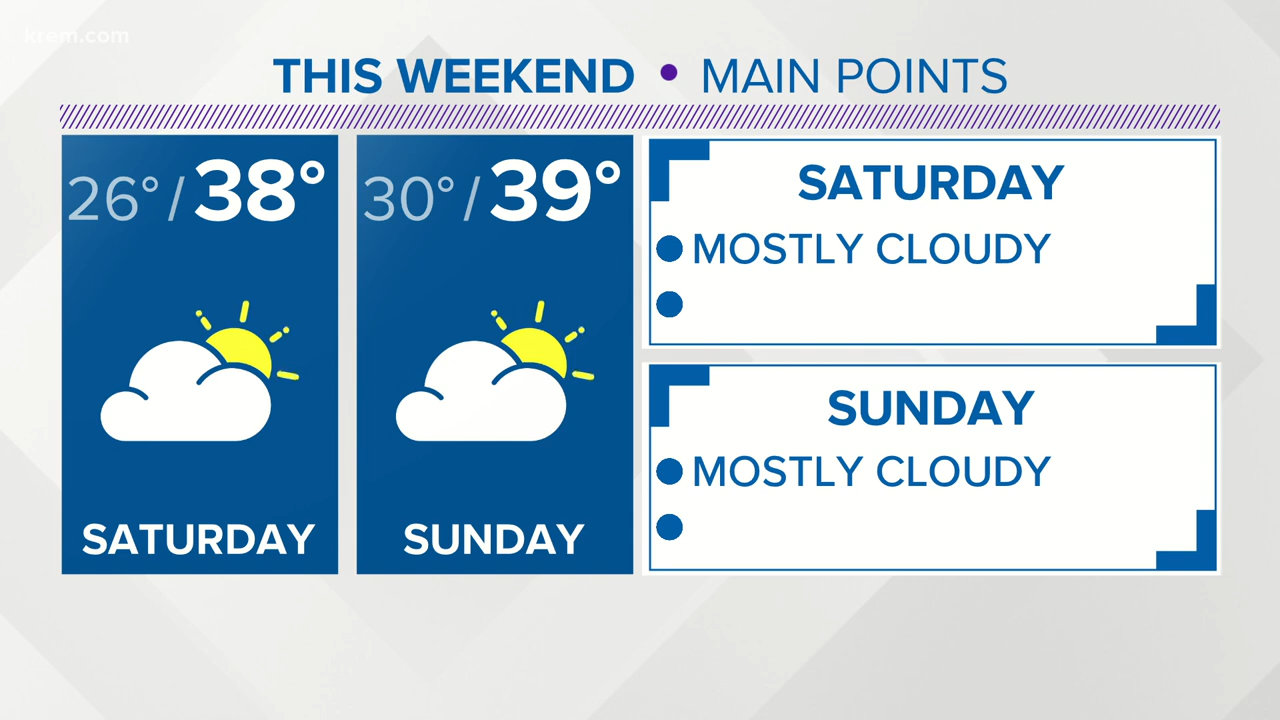 krem.com
THIS WEEKEND • MAIN POINTS
26°/38°
SATURDAY
30°/39°
SUNDAY
SATURDAY
• MOSTLY CLOUDY
•
SUNDAY
• MOSTLY CLOUDY
•